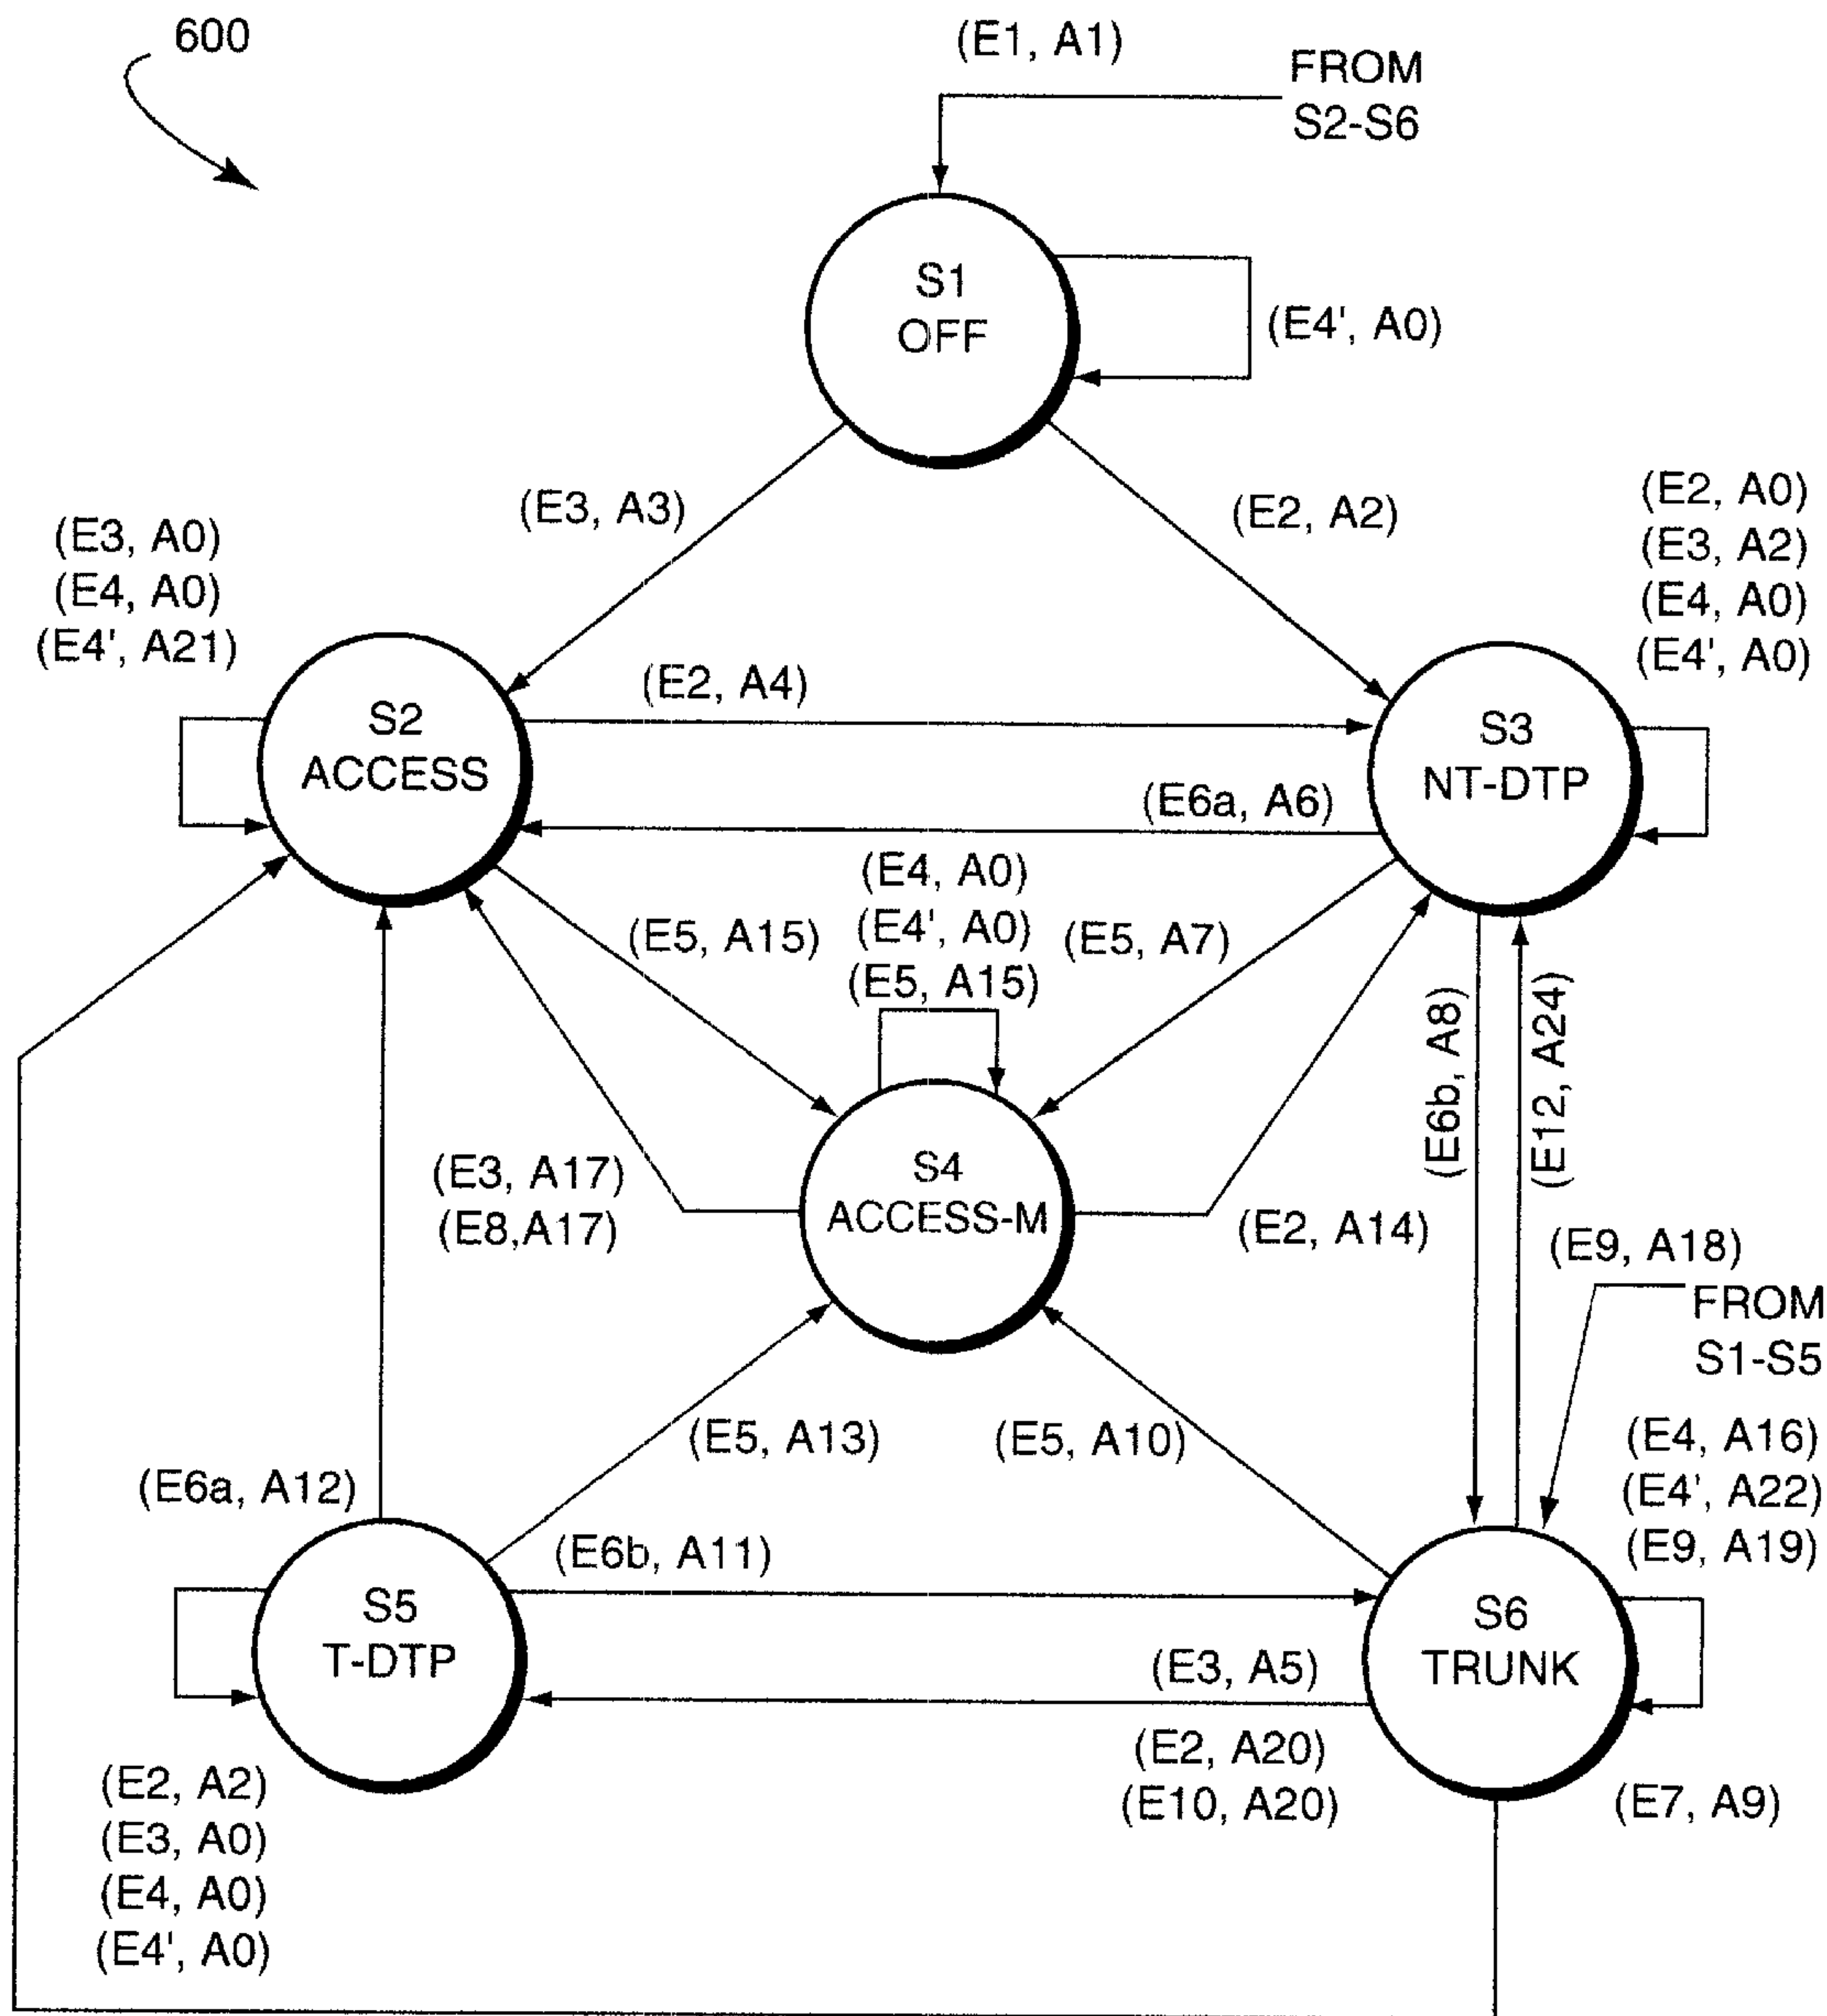 600
(E1, A1)
FROM
S2-S6
S1
OFF
(E4', A0)
(E3, A3)
(E2, A2)
(E3, A0)
(E4, A0)
(E4', A21)
(E2, A0)
(E3, A2)
(E4, A0)
(E4', A0)
S2
ACCESS
(E2, A4)
S3
NT-DTP
(E6a, A6)
(E4, A0)
(E4', A0)
(E5, A15)
(E5, A15)
(E5, A7)
(E6b, A8)
(E12, A24)
S4
ACCESS-M
(E3, A17)
(E8,A17)
(E2, A14)
(E9, A18)
FROM
S1-S5
(E5, A13)
(E5, A10)
(E4, A16)
(E4', A22)
(E9, A19)
(E6a, A12)
(E6b, A11)
S5
T-DTP
S6
TRUNK
(E3, A5)
(E2, A20)
(E10, A20)
(E7, A9)
(E2, A2)
(E3, A0)
(E4, A0)
(E4', A0)